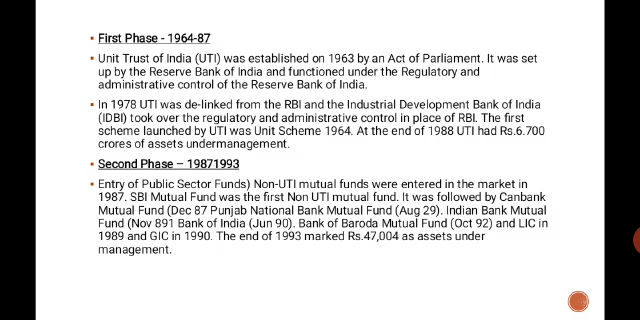 First Phase - 1964-87
Unit Trust of India (UTI) was established on 1963 by an Act of Parliament. It was set
up by the Reserve Bank of India and functioned under the Regulatory and
administrative control of the Reserve Bank of India.
In 1978 UTI was de-linked from the RBI and the Industrial Development Bank of India
(IDBI) took over the regulatory and administrative control in place of RBI. The first
scheme launched by UTI was Unit Scheme 1964. At the end of 1988 UTI had Rs.6.700
crores of assets undermanagement.
Second Phase – 19871993
Entry of Public Sector Funds) Non-UTI mutual funds were entered in the market in
1987. SBI Mutual Fund was the first Non UTI mutual fund. It was followed by Canbank
Mutual Fund (Dec 87 Punjab National Bank Mutual Fund (Aug 29). Indian Bank Mutual
Fund (Nov 891 Bank of India (Jun 90). Bank of Baroda Mutual Fund (Oct 92) and LIC in
1989 and GIC in 1990. The end of 1993 marked Rs.47,004 as assets under
management.